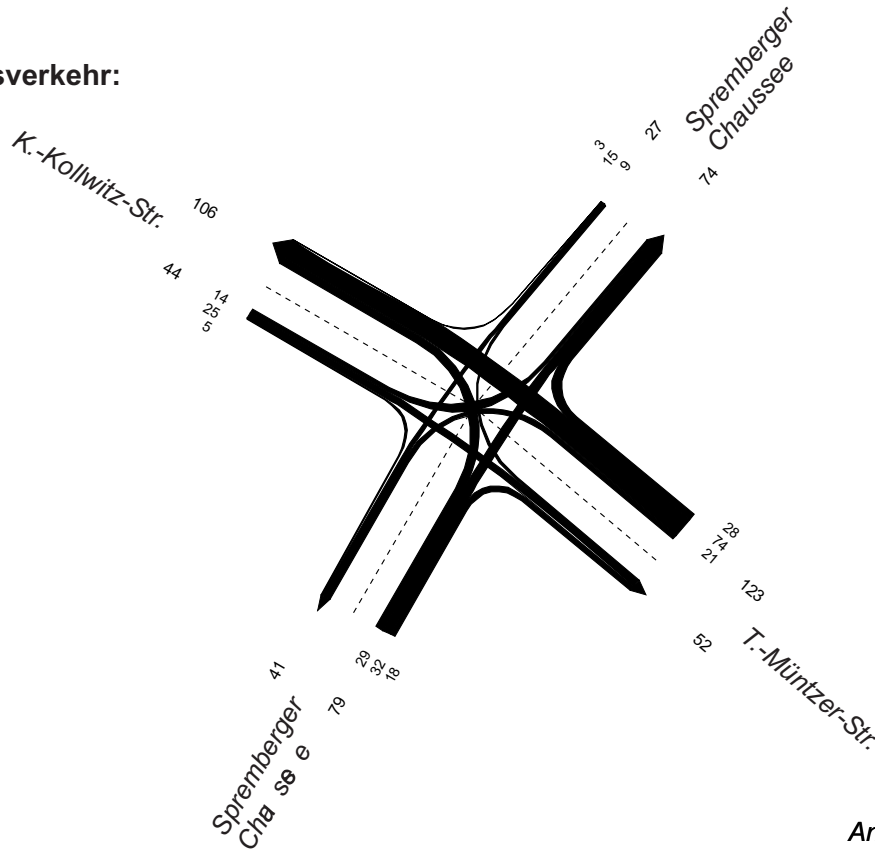 sverkehr:
Spremberger
Chaussee
K.-Kollwitz-Str.
3
15
9
27
74
106
44
14
25
5
28
74
21
123
52
T.-Müntzer-Str.
29
32
18
41
79
Spremberger
Chaussee
Ar